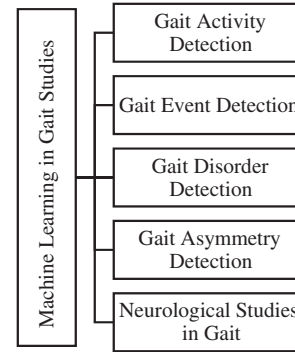 Machine Learning in Gait Studies
Gait Activity
Detection
Gait Event Detection
Gait Disorder
Detection
Gait Asymmetry
Detection
Neurological Studies
in Gait